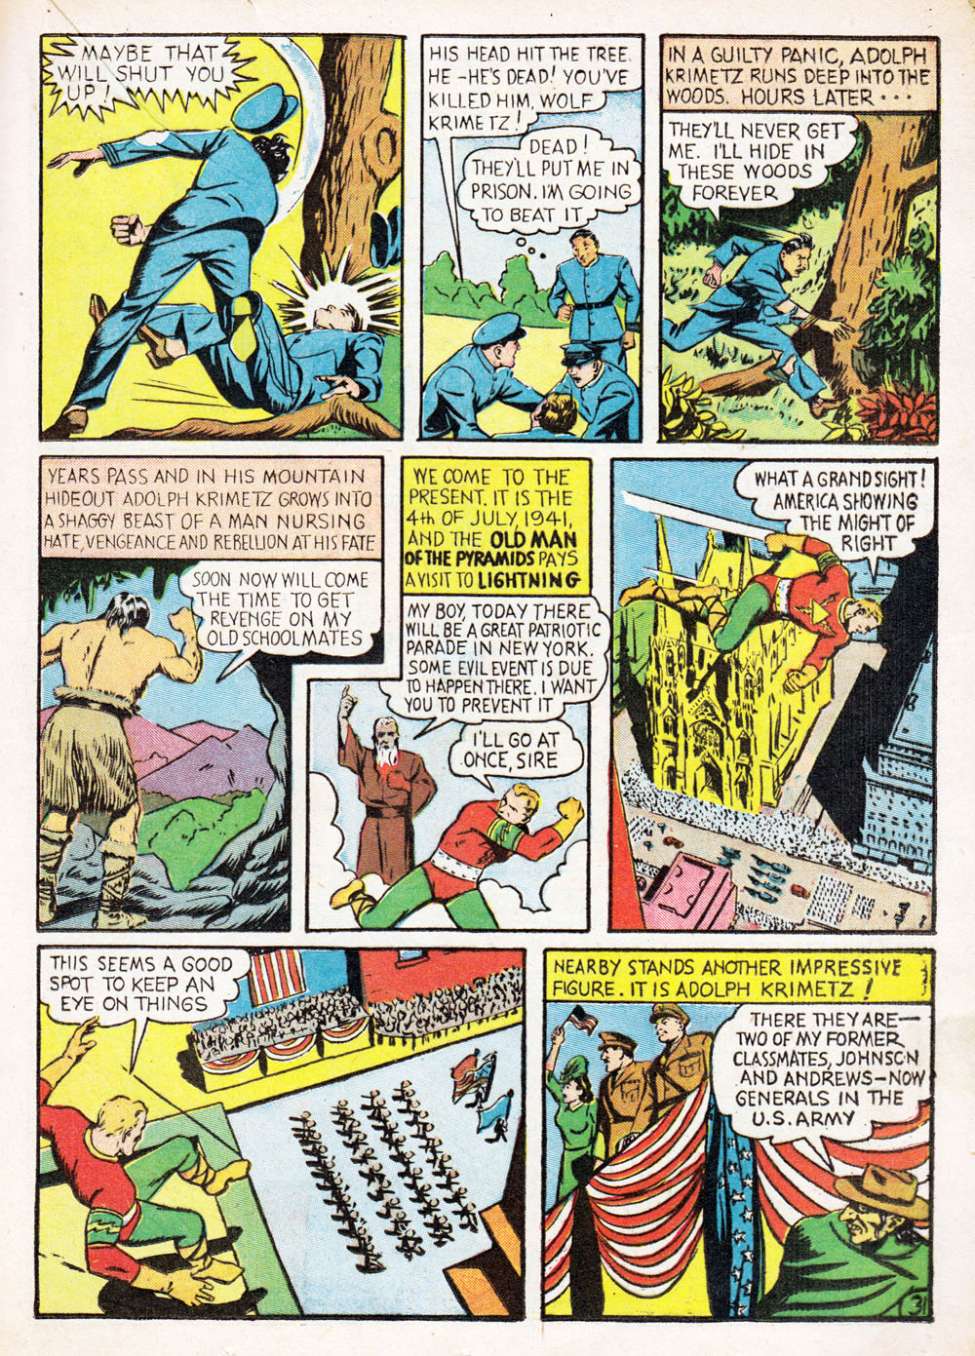 MAYBE THAT
WILL SHUT YOU
UP!
HIS HEAD HIT THE TREE.
HE-HE'S DEAD! YOU'VE
KILLED HIM, WOLF
KRIMETZ!
DEAD!
THEY'LL PUT ME IN
PRISON. I'M GOING
TO BEAT IT
IN A GUILTY PANIC, ADOLPH
KRIMETZ RUNS DEEP INTO THE
WOODS. HOURS LATER...
THEY'LL NEVER GET
ME. I'LL HIDE IN
THESE WOODS
FOREVER
YEARS PASS AND IN HIS MOUNTAIN
HIDEOUT ADOLPH KRIMETZ GROWS INTO
A SHAGGY BEAST OF A MAN NURSING
HATE, VENGEANCE AND REBELLION AT HIS FATE
SOON NOW WILL COME
THE TIME TO GET
REVENGE ON MY
OLD SCHOOLMATES
WE COME TO THE
PRESENT. IT IS THE
4th OF JULY, 1941,
AND THE OLD MAN
OF THE PYRAMIDS PAYS
A VISIT TO LIGHTNING
MY BOY, TODAY THERE
WILL BE A GREAT PATRIOTIC
PARADE IN NEW YORK.
SOME EVIL EVENT IS DUE
TO HAPPEN THERE. I WANT
YOU TO PREVENT IT
I'LL GO AT
ONCE, SIRE
WHAT A GRAND SIGHT!
AMERICA SHOWING
THE MIGHT OF
RIGHT
THIS SEEMS A GOOD
SPOT TO KEEP AN
EYE ON THINGS
NEARBY STANDS ANOTHER IMPRESSIVE
FIGURE. IT IS ADOLPH KRIMETZ!
THERE THEY ARE—
TWO OF MY FORMER
CLASSMATES, JOHNSON
AND ANDREWS—NOW
GENERALS IN THE
U.S. ARMY
31